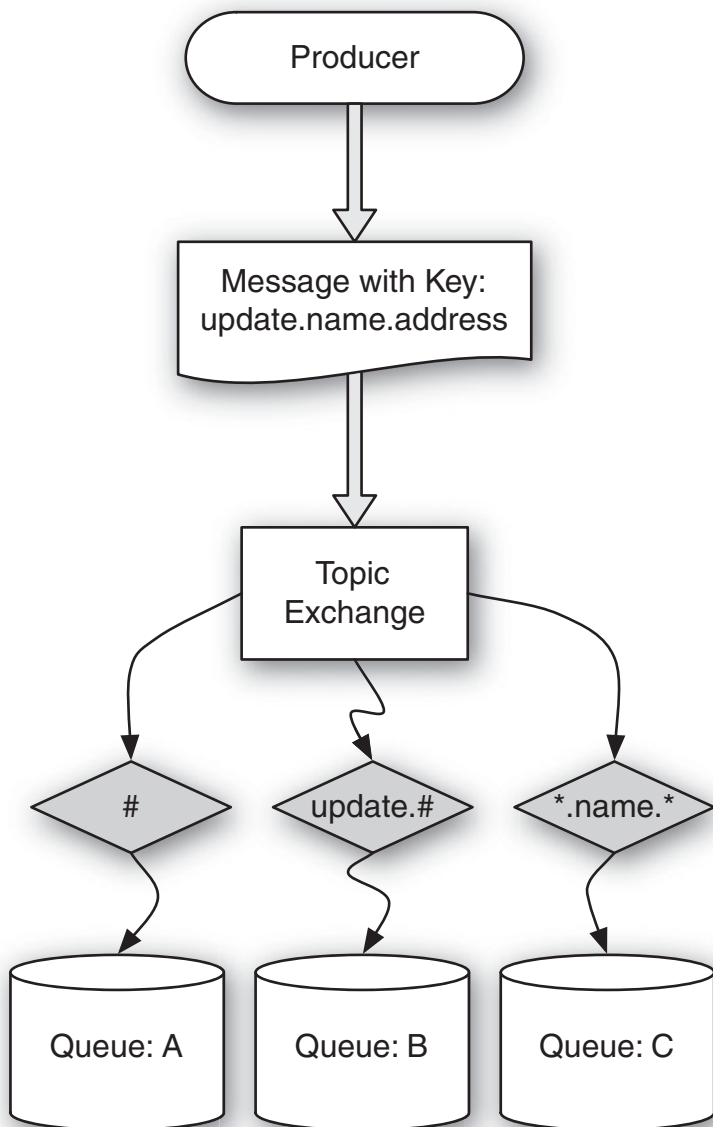 Producer
Message with Key:
update.name.address
Topic
Exchange
#
update.#
*.name.*
Queue: A
Queue: B
Queue: C